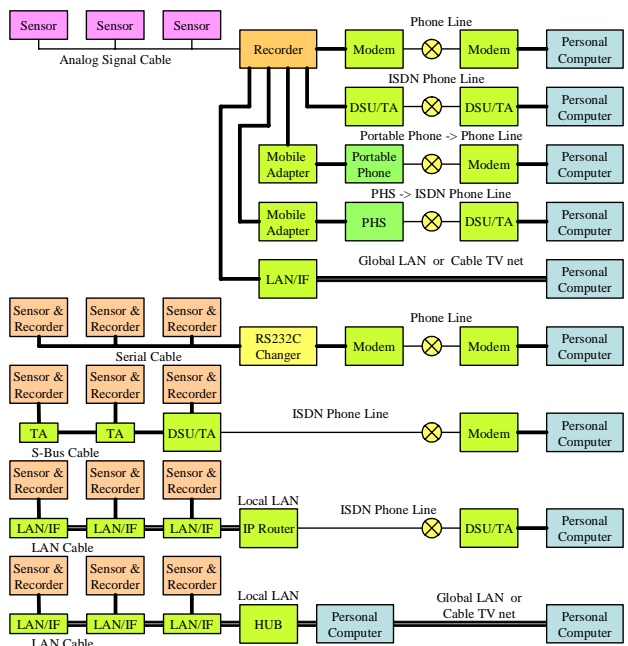 Sensor Sensor Sensor
Analog Signal Cable
Recorder Modem Phone Line Modem Personal
Computer
ISDN Phone Line
DSU/TA DSU/TA Personal
Computer
Portable Phone -> Phone Line
Mobile
Adapter
Portable
Phone
Modem
Personal
Computer
PHS -> ISDN Phone Line
Mobile
Adapter
PHS
DSU/TA
Personal
Computer
Global LAN or Cable TV net
LAN/IF
Personal
Computer
Sensor &
Recorder
Sensor &
Recorder
Sensor &
Recorder
Serial Cable
RS232C
Changer
Modem
Phone Line
Modem
Personal
Computer
Sensor &
Recorder
Sensor &
Recorder
Sensor &
Recorder
TA TA DSU/TA
S-Bus Cable
ISDN Phone Line
Modem
Personal
Computer
Sensor &
Recorder
Sensor &
Recorder
Sensor &
Recorder
LAN/IF LAN/IF LAN/IF
LAN Cable
Local LAN
IP Router
ISDN Phone Line
DSU/TA
Personal
Computer
Sensor &
Recorder
Sensor &
Recorder
Sensor &
Recorder
LAN/IF LAN/IF LAN/IF
LAN Cable
Local LAN
HUB
Personal
Computer
Global LAN or
Cable TV net
Personal
Computer